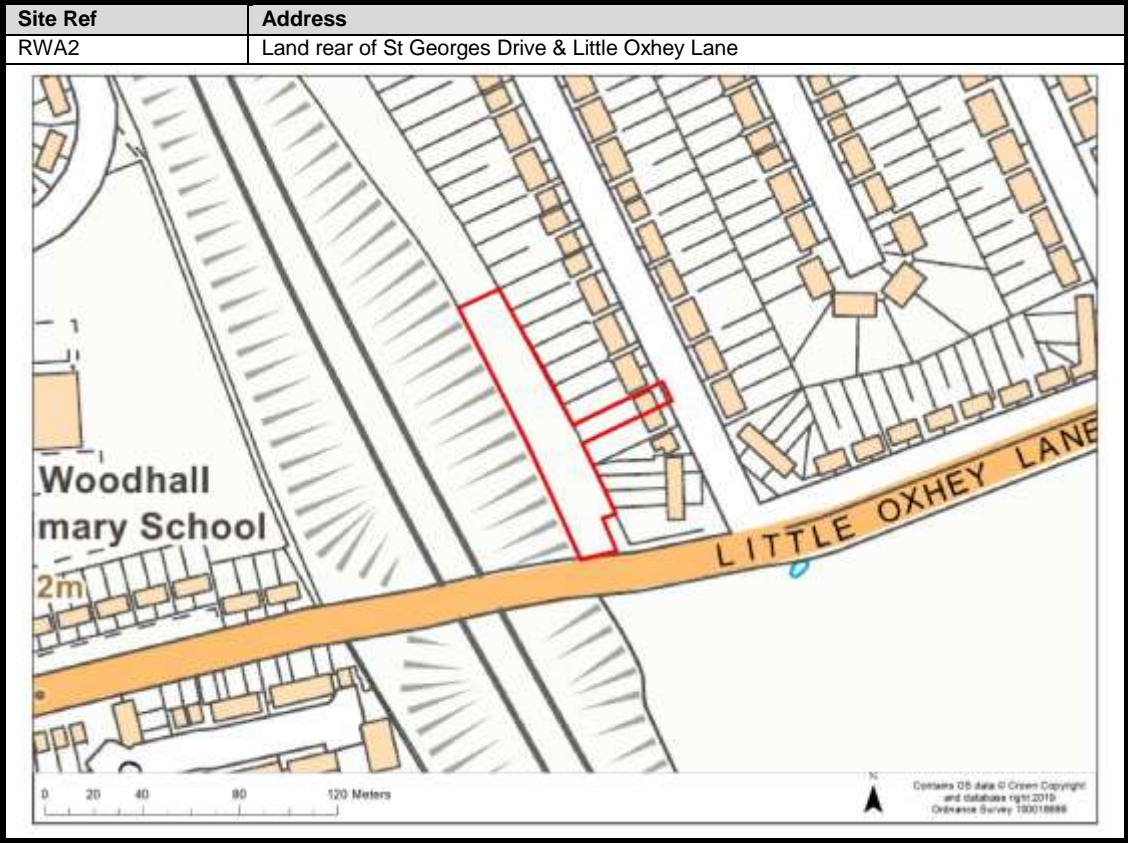 Site Ref Address
RWA2 Land rear of St Georges Drive & Little Oxhey Lane
Woodhall
mary School
2m
LITTLE OXHEY LANE
0 20 40 80 120 Meters
N
Contains OS data © Crown Copyright
and database right 2019
Ordnance Survey